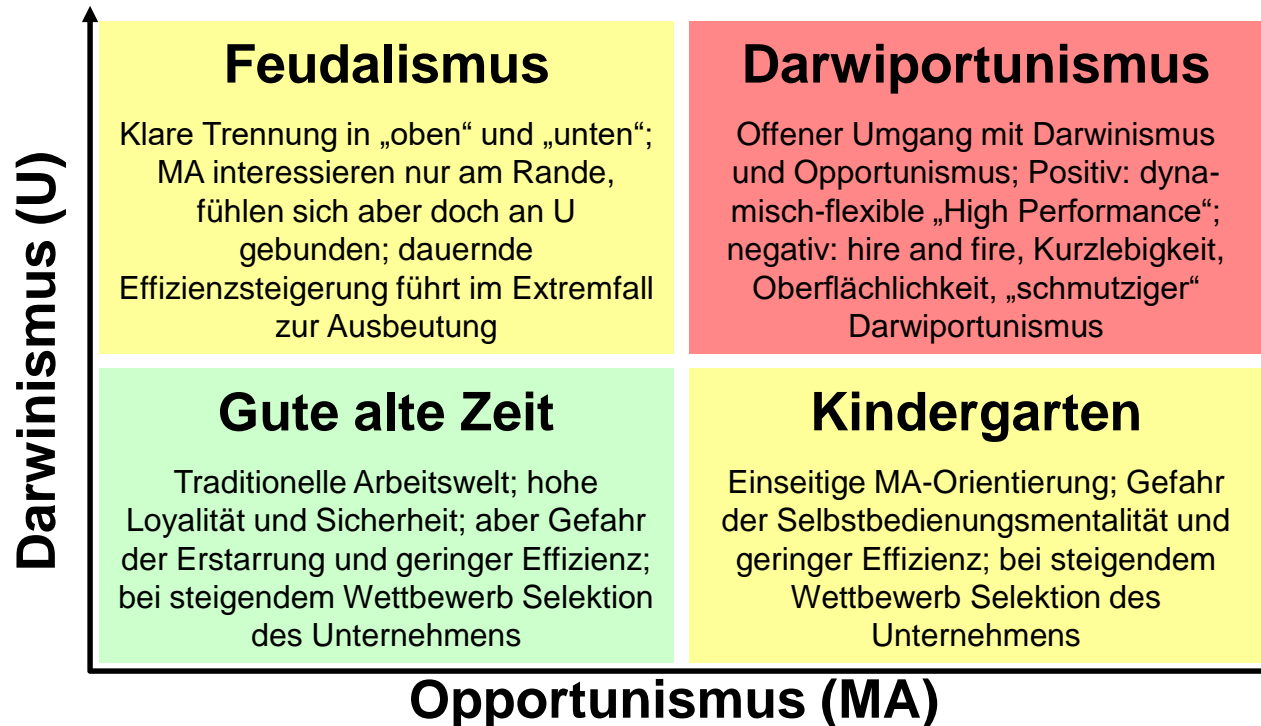 Darwinismus (U)
Feudalismus
Klare Trennung in „oben“ und „unten“;
MA interessieren nur am Rande,
fühlen sich aber doch an U
gebunden; dauernde
Effizienzsteigerung führt im Extremfall
zur Ausbeutung
Darwiportunismus
Offener Umgang mit Darwinismus
und Opportunismus; Positiv: dyna-
misch-flexible „High Performance“;
negativ: hire and fire, Kurzlebigkeit,
Oberflächlichkeit, „schmutziger“
Darwiportunismus
Gute alte Zeit
Traditionelle Arbeitswelt; hohe
Loyalität und Sicherheit; aber Gefahr
der Erstarrung und geringer Effizienz;
bei steigendem Wettbewerb Selektion
des Unternehmens
Kindergarten
Einseitige MA-Orientierung; Gefahr
der Selbstbedienungsmentalität und
geringer Effizienz; bei steigendem
Wettbewerb Selektion des
Unternehmens
Opportunismus (MA)